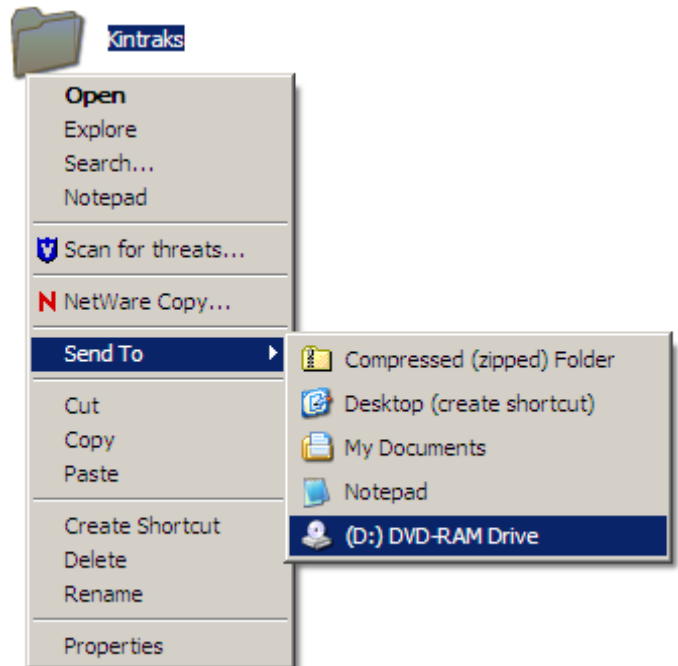 Kintraks
Open
Explore
Search...
Notepad
Scan for threats...
NetWare Copy...
Send To
Compressed (zipped) Folder
Desktop (create shortcut)
My Documents
Notepad
(D:) DVD-RAM Drive
Cut
Copy
Paste
Create Shortcut
Delete
Rename
Properties